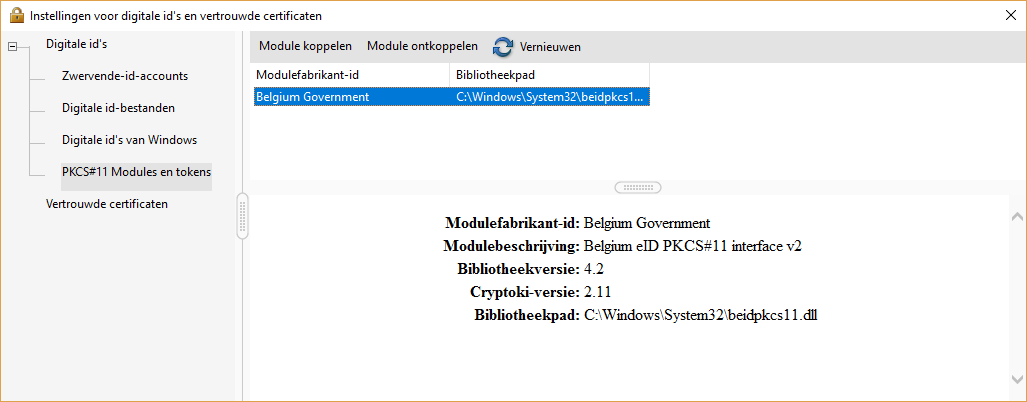 Instellingen voor digitale id's en vertrouwde certificaten
Digitale id's
Zwervende-id-accounts
Digitale id-bestanden
Digitale id's van Windows
PKCS#11 Modules en tokens
Vertrouwde certificaten
Module koppelen Module ontkoppelen Vernieuwen
Modulefabrikant-id Bibliotheekpad
Belgium Government C:\Windows\System32\beidpkcs1...
Modulefabrikant-id: Belgium Government
Modulebeschrijving: Belgium eID PKCS#11 interface v2
Bibliotheekversie: 4.2
Cryptoki-versie: 2.11
Bibliotheekpad: C:\Windows\System32\beidpkcs11.dll